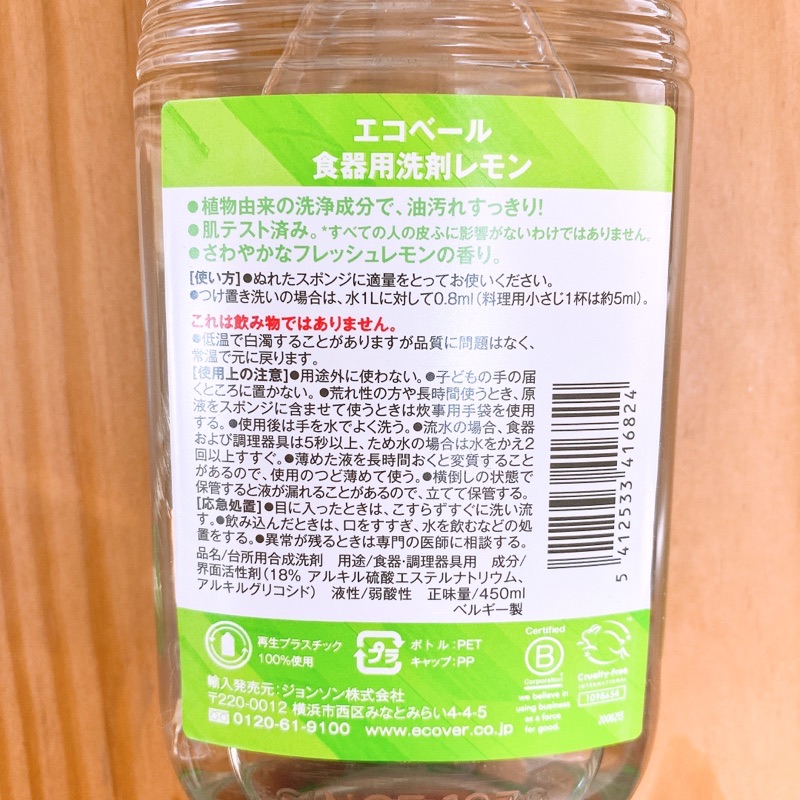 エコベール
食器用洗剤レモン
●植物由来の洗浄成分で、油汚れすっきり!
●肌テスト済み。*すべての人の皮ふに影響がないわけではありません。
●さわやかなフレッシュレモンの香り。
[使い方]●ぬれたスポンジに適量をとってお使いください。
●つけ置き洗いの場合は、水1Lに対して0.8ml(料理用小さじ1杯は約5ml)。
これは飲み物ではありません。
●低温で白濁することがありますが品質に問題はなく、
常温で元に戻ります。
[使用上の注意]●用途外に使わない。●子どもの手の届
くところに置かない。●荒れ性の方や長時間使うとき、原
液をスポンジに含ませて使うときは炊事用手袋を使用
する。●使用後は手を水でよく洗う。●流水の場合、食器
および調理器具は5秒以上、ため水の場合は水をかえ2
回以上すすぐ。●薄めた液を長時間おくと変質すること
があるので、使用のつど薄めて使う。●横倒しの状態で
保管すると液が漏れることがあるので、立てて保管する。
[応急処置]●目に入ったときは、こすらずすぐに洗い流
す。●飲み込んだときは、口をすすぎ、水を飲むなどの処
置をする。●異常が残るときは専門の医師に相談する。
品名/台所用合成洗剤 用途/食器・調理器具用 成分/
界面活性剤(18% アルキル硫酸エステルナトリウム、
アルキルグリコシド) 液性/弱酸性 正味量/450ml
ベルギー製
5 412533 416824
再生プラスチック
100%使用
プラ
ボトル:PET
キャップ:PP
Certified
B
Corporation
we believe in
using business
as a force
for good.
Cruelty-free
INTERNATIONAL
1098454
輸入発売元:ジョンソン株式会社
〒220-0012 横浜市西区みなとみらい4-4-5
0120-61-9100 www.ecover.co.jp